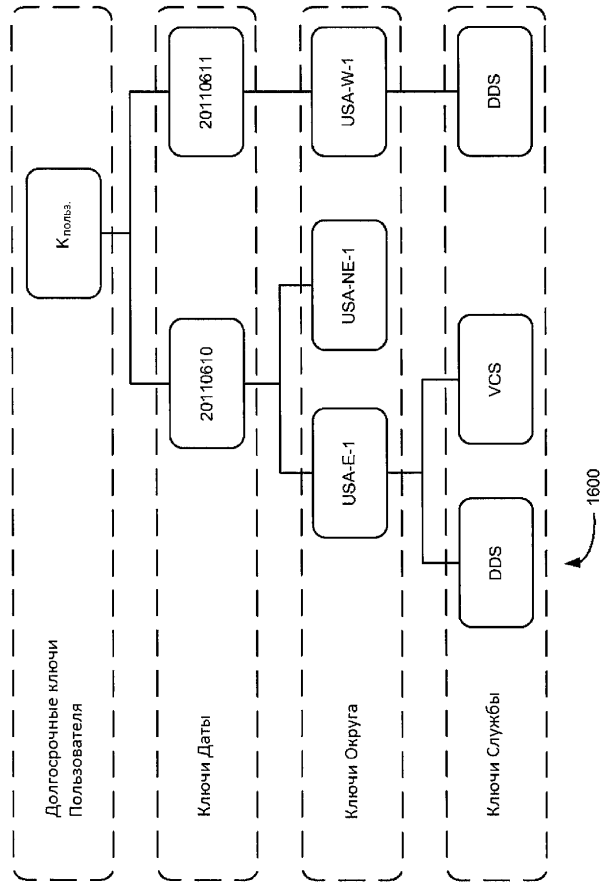 Долгосрочные ключи
Пользователя
Kпольз.
Ключи Даты
20110610
20110611
Ключи Округа
USA-E-1
USA-NE-1
USA-W-1
Ключи Службы
DDS
VCS
DDS
1600